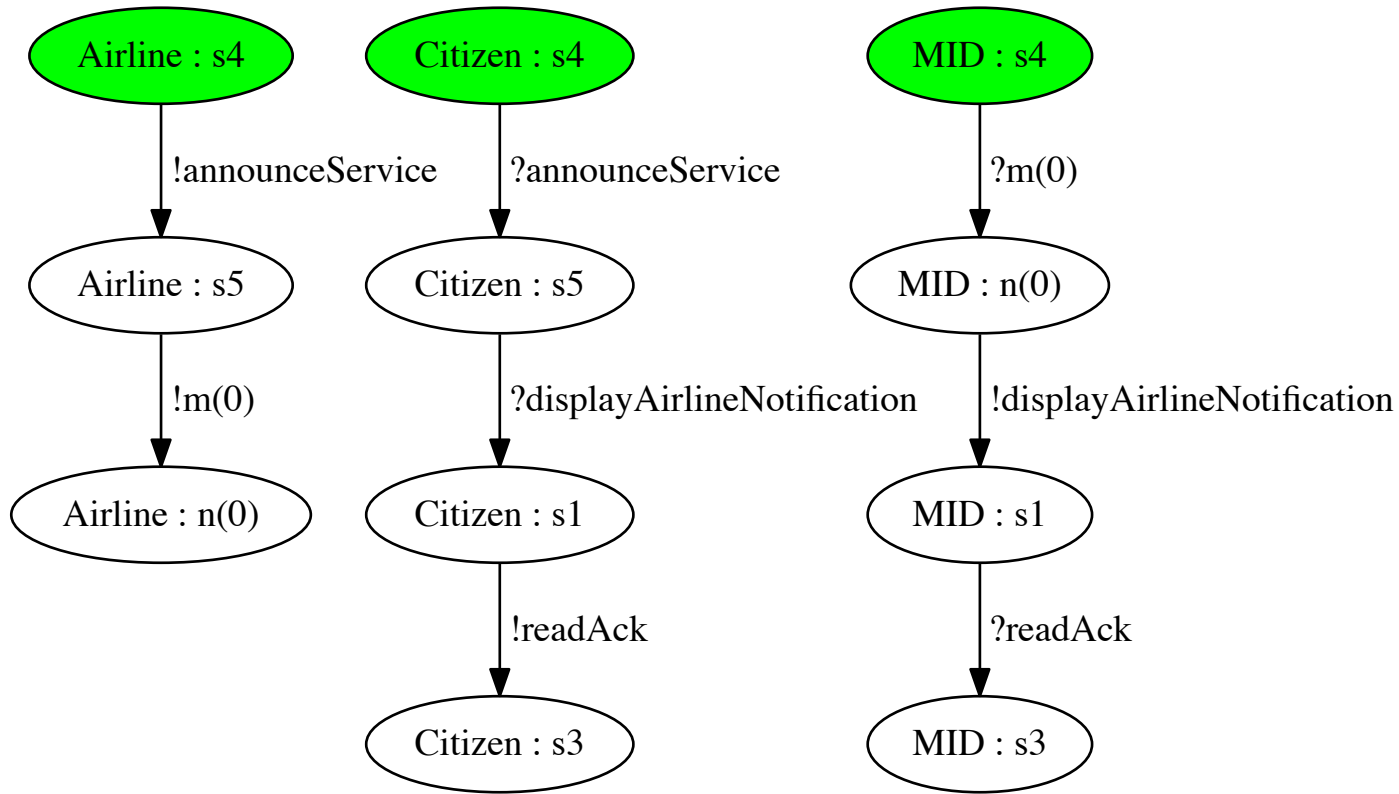 Airline : s4
Citizen : s4
MID : s4
!announceService
?announceService
?m(0)
Airline : s5
Citizen : s5
MID : n(0)
!m(0)
?displayAirlineNotification
!displayAirlineNotification
Airline : n(0)
Citizen : s1
MID : s1
!readAck
?readAck
Citizen : s3
MID : s3